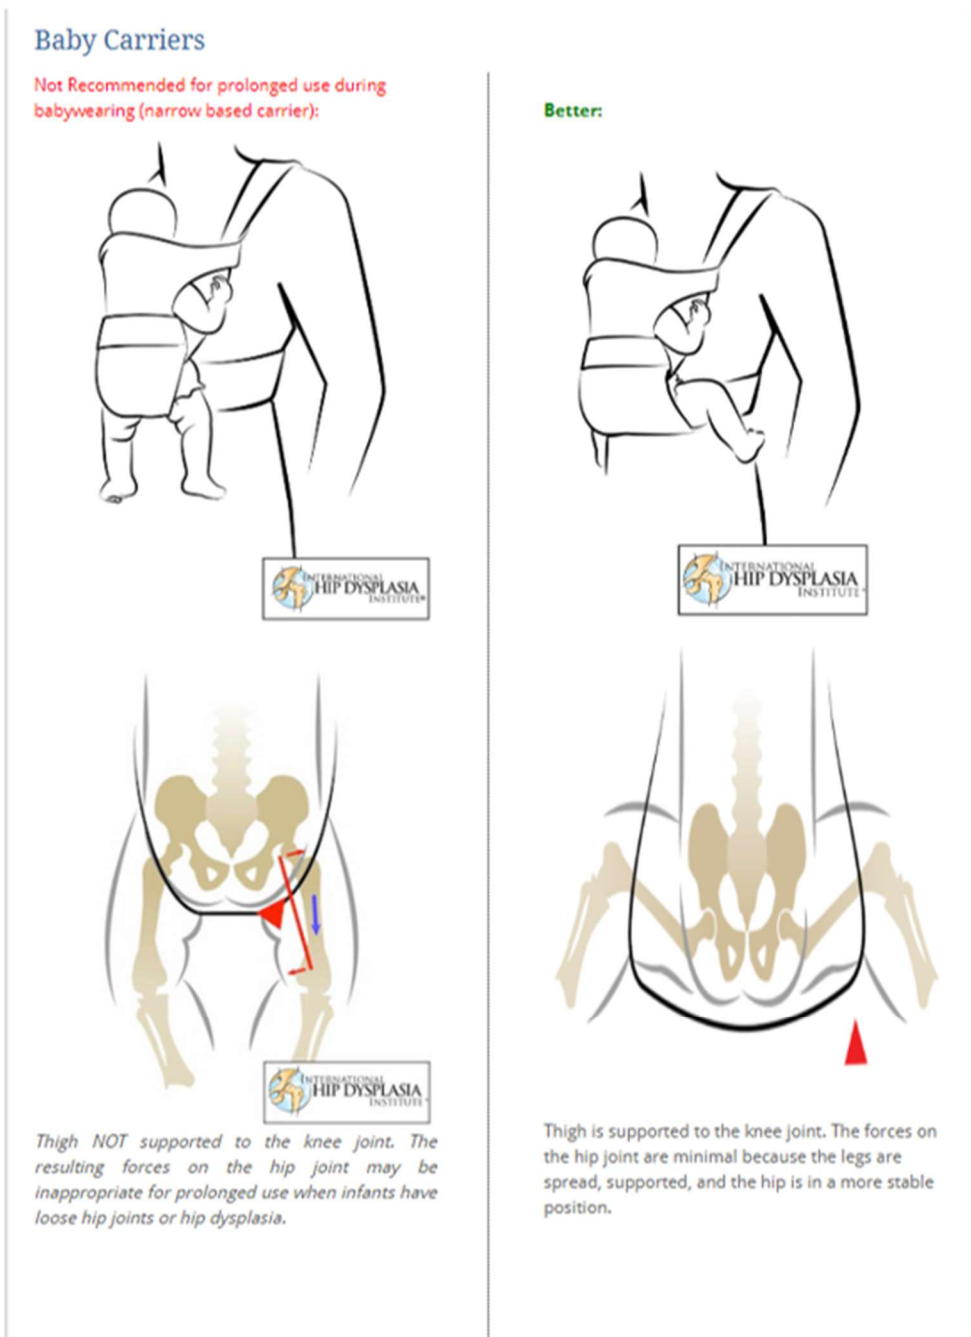 Baby Carriers
Not Recommended for prolonged use during
babywearing (narrow based carrier):
INTERNATIONAL
HIP DYSPLASIA
INSTITUTE®
INTERNATIONAL
HIP DYSPLASIA
INSTITUTE
Thigh NOT supported to the knee joint. The
resulting forces on the hip joint may be
inappropriate for prolonged use when infants have
loose hip joints or hip dysplasia.
Better:
INTERNATIONAL
HIP DYSPLASIA
INSTITUTE
Thigh is supported to the knee joint. The forces on
the hip joint are minimal because the legs are
spread, supported, and the hip is in a more stable
position.